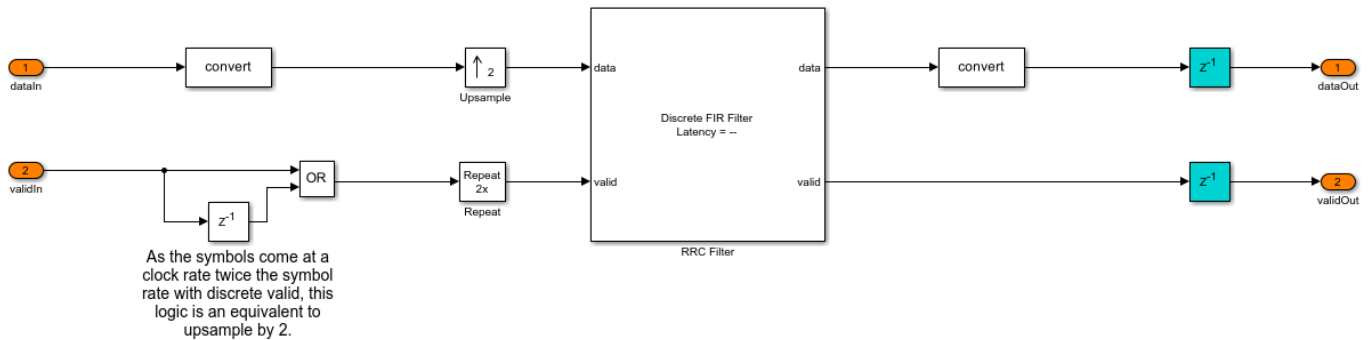 1
dataIn
convert
↑ 2
Upsample
data
data
convert
z-1
1
dataOut
Discrete FIR Filter
Latency = --
2
validIn
OR
z-1
Repeat
2x
Repeat
valid
valid
z-1
2
validOut
RRC Filter
As the symbols come at a
clock rate twice the symbol
rate with discrete valid, this
logic is an equivalent to
upsample by 2.